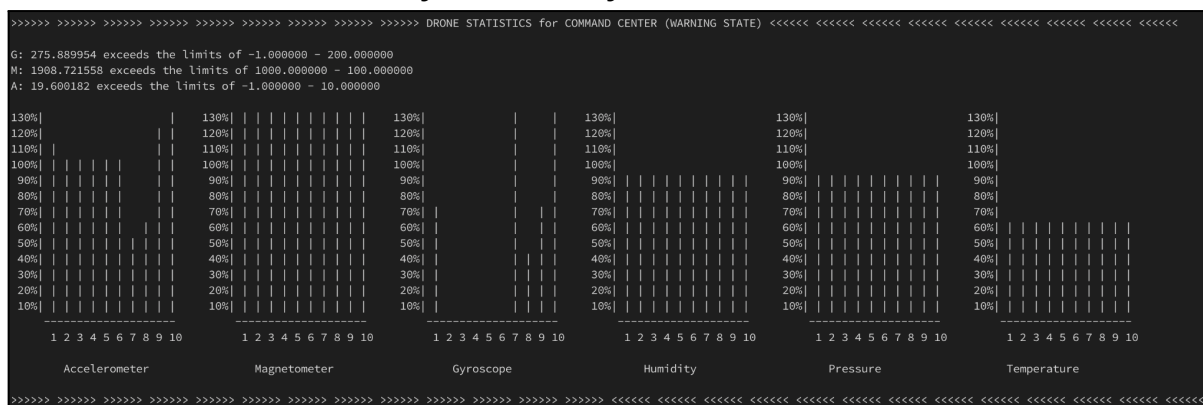 >>>>>> >>>>>> >>>>>> >>>>>> >>>>>> >>>>>> >>>>>> >>>>>> >>>>>> DRONE STATISTICS for COMMAND CENTER (WARNING STATE) <<<<<< <<<<<< <<<<<< <<<<<< <<<<<< <<<<<< <<<<<< <<<<<< <<<<<<
G: 275.889954 exceeds the limits of -1.000000 - 200.000000
M: 1908.721558 exceeds the limits of 1000.000000 - 100.000000
A: 19.600182 exceeds the limits of -1.000000 - 10.000000
130% 130% 130% 130% 130% 130%
120% 120% 120% 120% 120% 120%
110% 110% 110% 110% 110% 110%
100% 100% 100% 100% 100% 100%
90% 90% 90% 90% 90% 90%
80% 80% 80% 80% 80% 80%
70% 70% 70% 70% 70% 70%
60% 60% 60% 60% 60% 60%
50% 50% 50% 50% 50% 50%
40% 40% 40% 40% 40% 40%
30% 30% 30% 30% 30% 30%
20% 20% 20% 20% 20% 20%
10% 10% 10% 10% 10% 10%
1 2 3 4 5 6 7 8 9 10 1 2 3 4 5 6 7 8 9 10 1 2 3 4 5 6 7 8 9 10 1 2 3 4 5 6 7 8 9 10 1 2 3 4 5 6 7 8 9 10 1 2 3 4 5 6 7 8 9 10
Accelerometer Magnetometer Gyroscope Humidity Pressure Temperature
>>>>>> >>>>>> >>>>>> >>>>>> >>>>>> >>>>>> >>>>>> >>>>>> >>>>>> >>>>>> >>>>>> >>>>>> >>>>>> <<<<<< <<<<<< <<<<<< <<<<<< <<<<<< <<<<<< <<<<<< <<<<<< <<<<<< <<<<<< <<<<<< <<<<<< <<<<<<